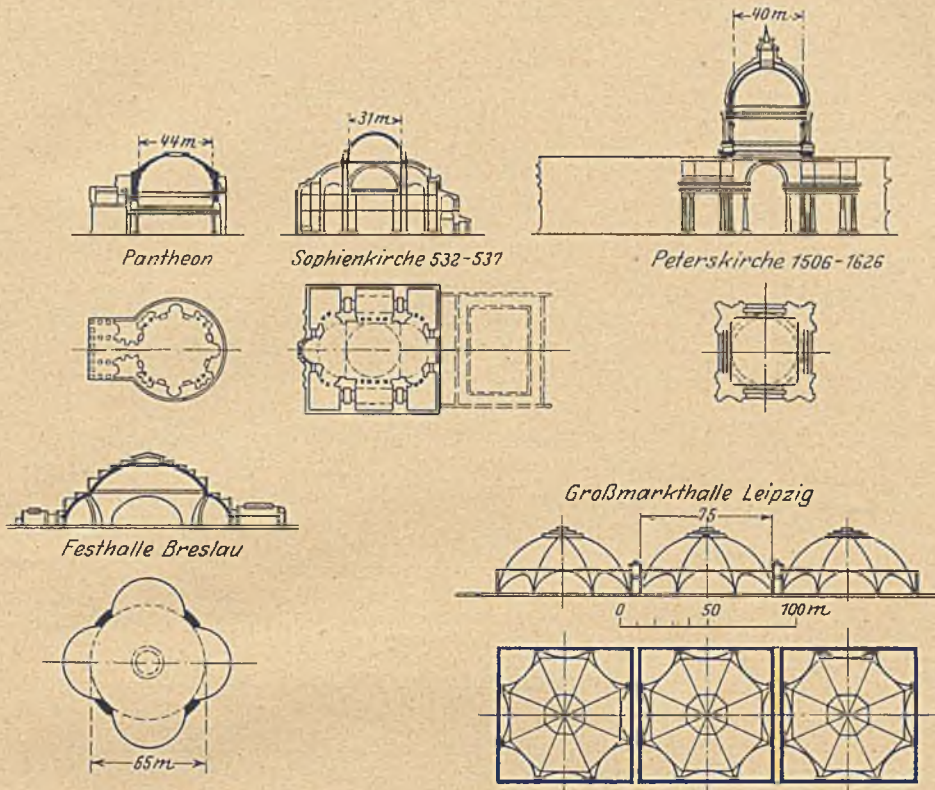 40m
31m
44m
Pantheon
Sophienkirche 532-537
Peterskirche 1506-1626
Großmarkthalle Leipzig
75
Festhalle Breslau
0 50 100m
65m